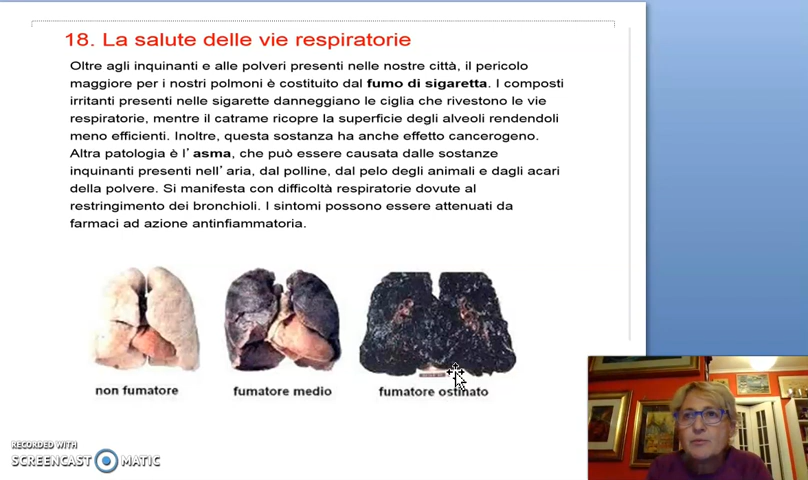 18. La salute delle vie respiratorie
Oltre agli inquinanti e alle polveri presenti nelle nostre città, il pericolo
maggiore per i nostri polmoni è costituito dal fumo di sigaretta. I composti
irritanti presenti nelle sigarette danneggiano le ciglia che rivestono le vie
respiratorie, mentre il catrame ricopre la superficie degli alveoli rendendoli
meno efficienti. Inoltre, questa sostanza ha anche effetto cancerogeno.
Altra patologia è l'asma, che può essere causata dalle sostanze
inquinanti presenti nell'aria, dal polline, dal pelo degli animali e dagli acari
della polvere. Si manifesta con difficoltà respiratorie dovute al
restringimento dei bronchioli. I sintomi possono essere attenuati da
farmaci ad azione antinfiammatoria.
non fumatore
fumatore medio
fumatore ostinato
RECORDED WITH
SCREENCAST MATIC